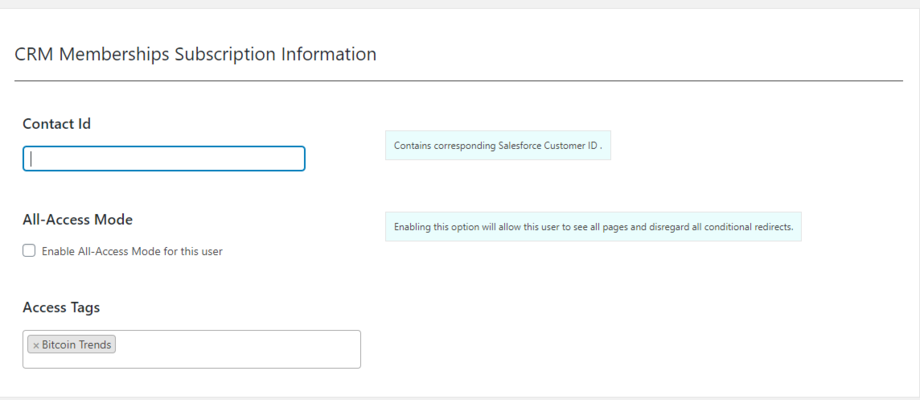 CRM Memberships Subscription Information
Contact Id
Contains corresponding Salesforce Customer ID .
All-Access Mode
Enabling this option will allow this user to see all pages and disregard all conditional redirects.
Enable All-Access Mode for this user
Access Tags
× Bitcoin Trends